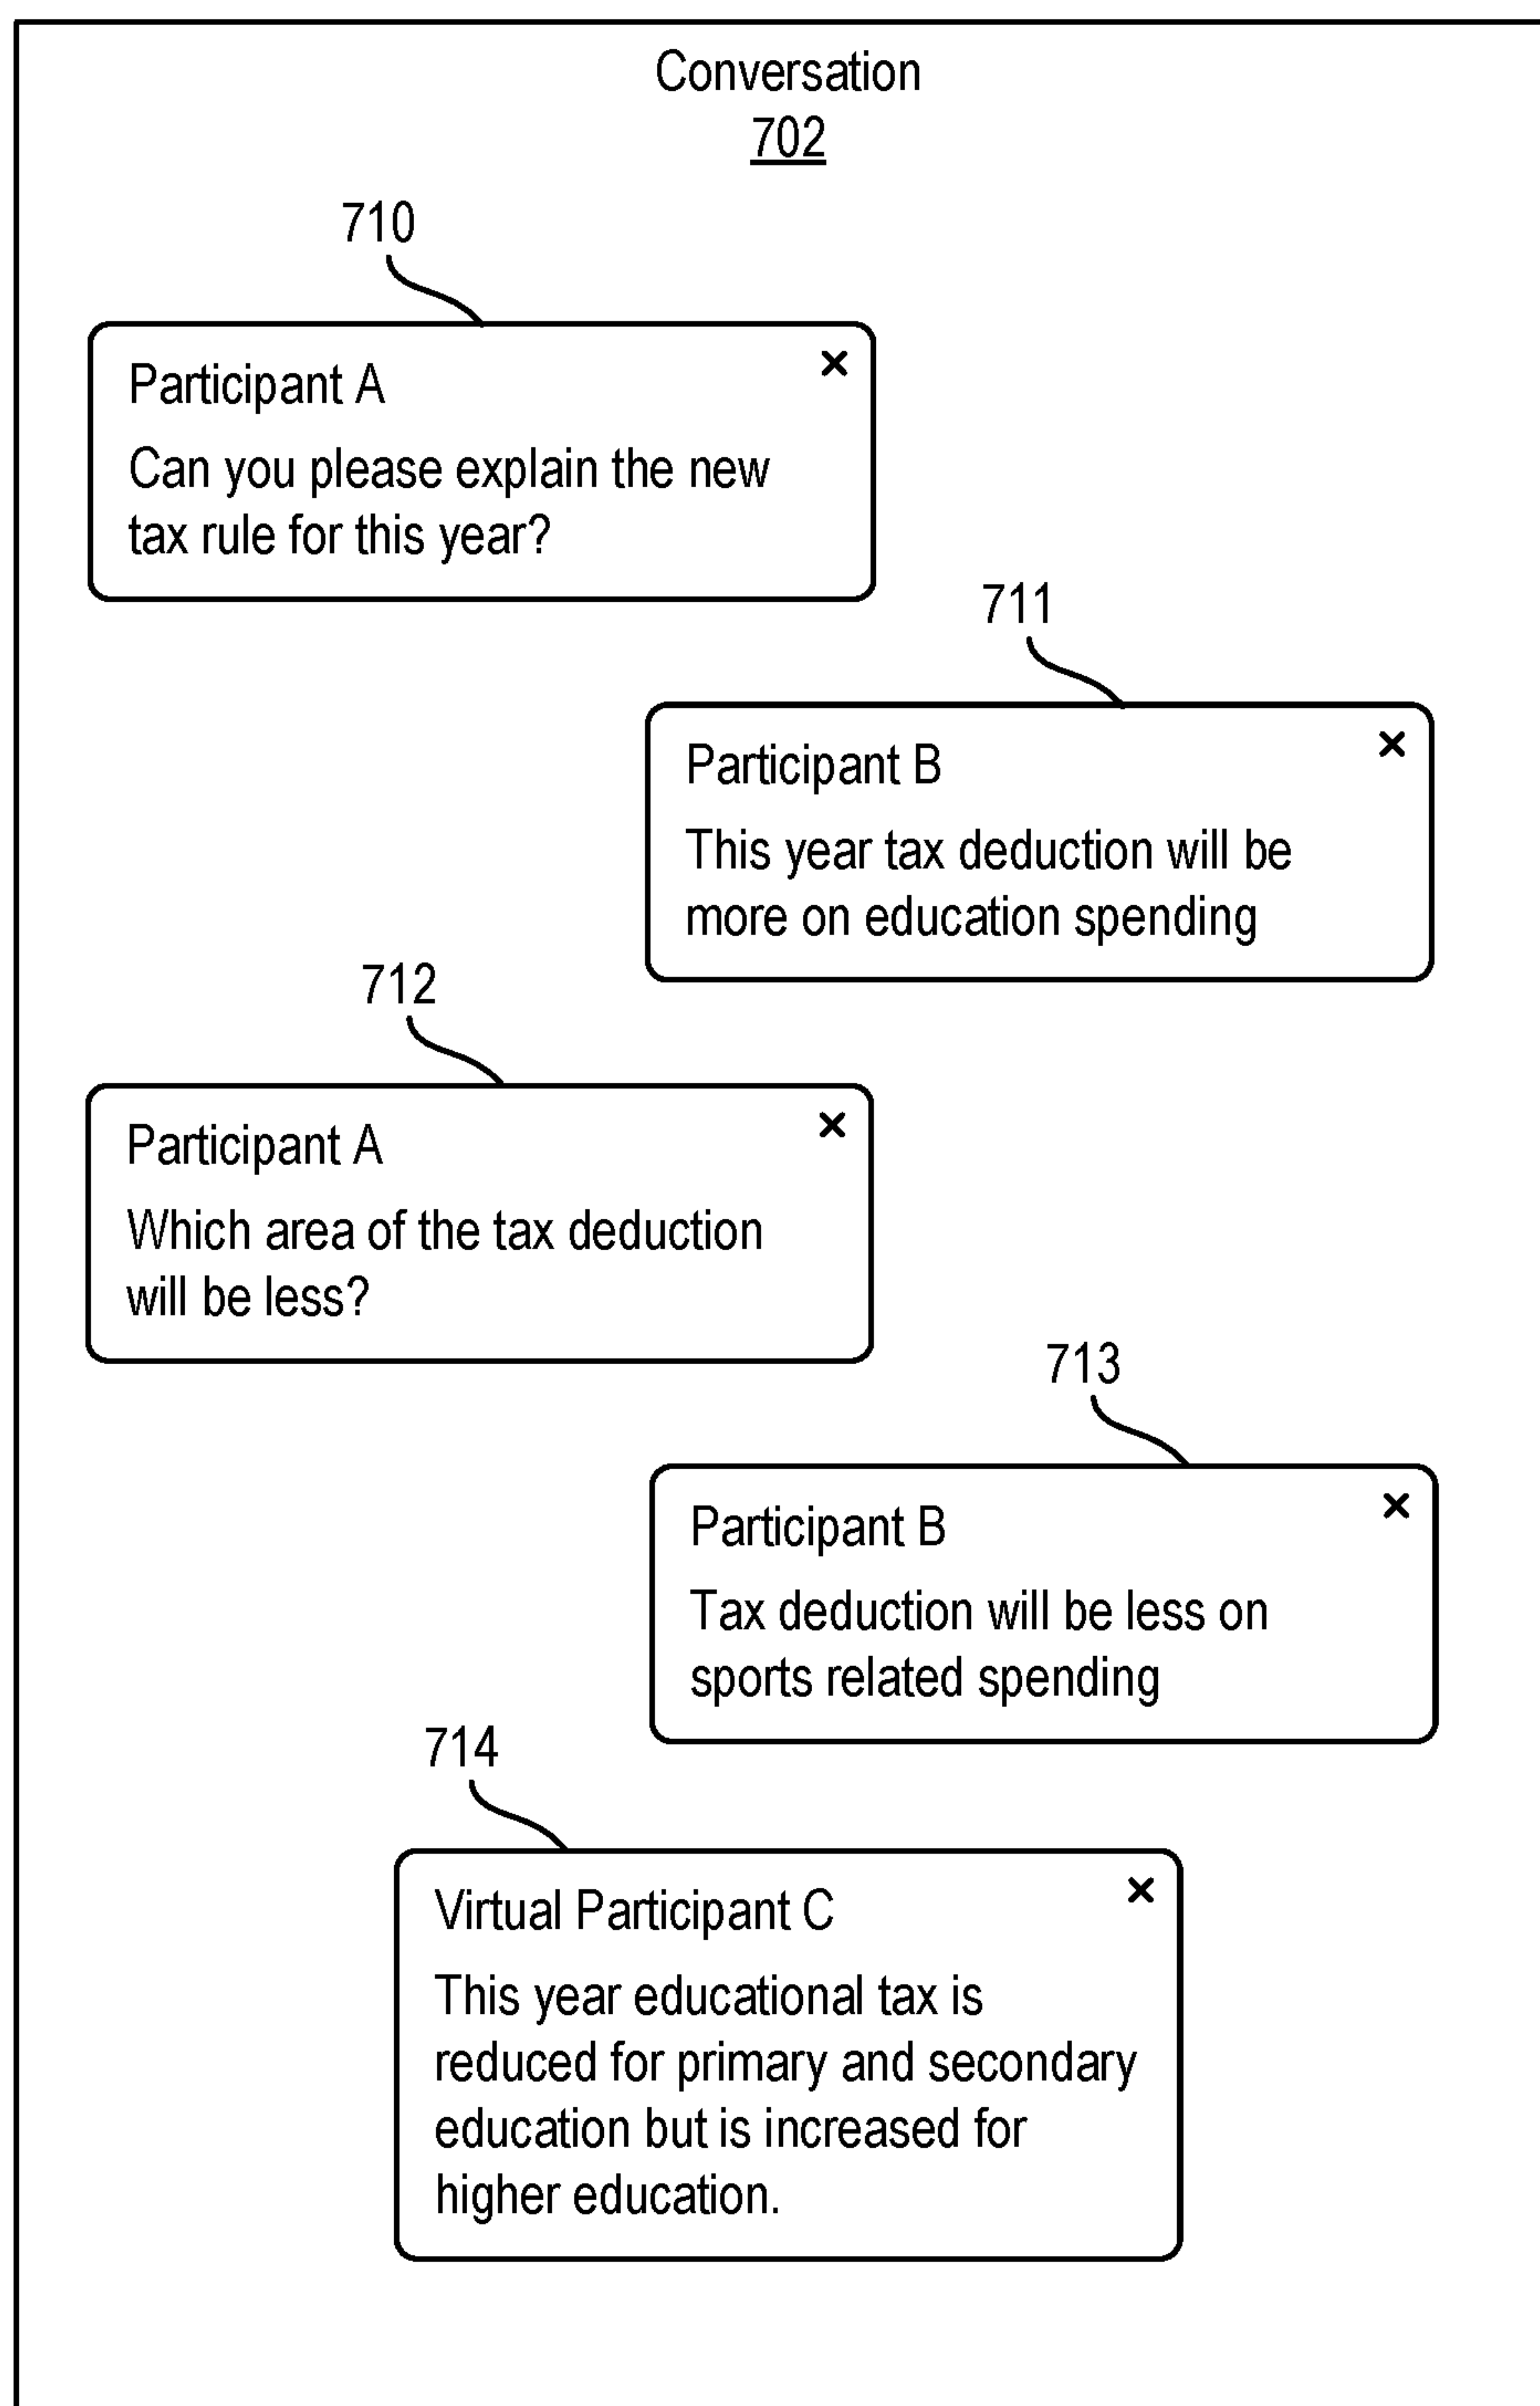 Conversation
702
710
Participant A
Can you please explain the new
tax rule for this year?
711
Participant B
This year tax deduction will be
more on education spending
712
Participant A
Which area of the tax deduction
will be less?
713
Participant B
Tax deduction will be less on
sports related spending
714
Virtual Participant C
This year educational tax is
reduced for primary and secondary
education but is increased for
higher education.